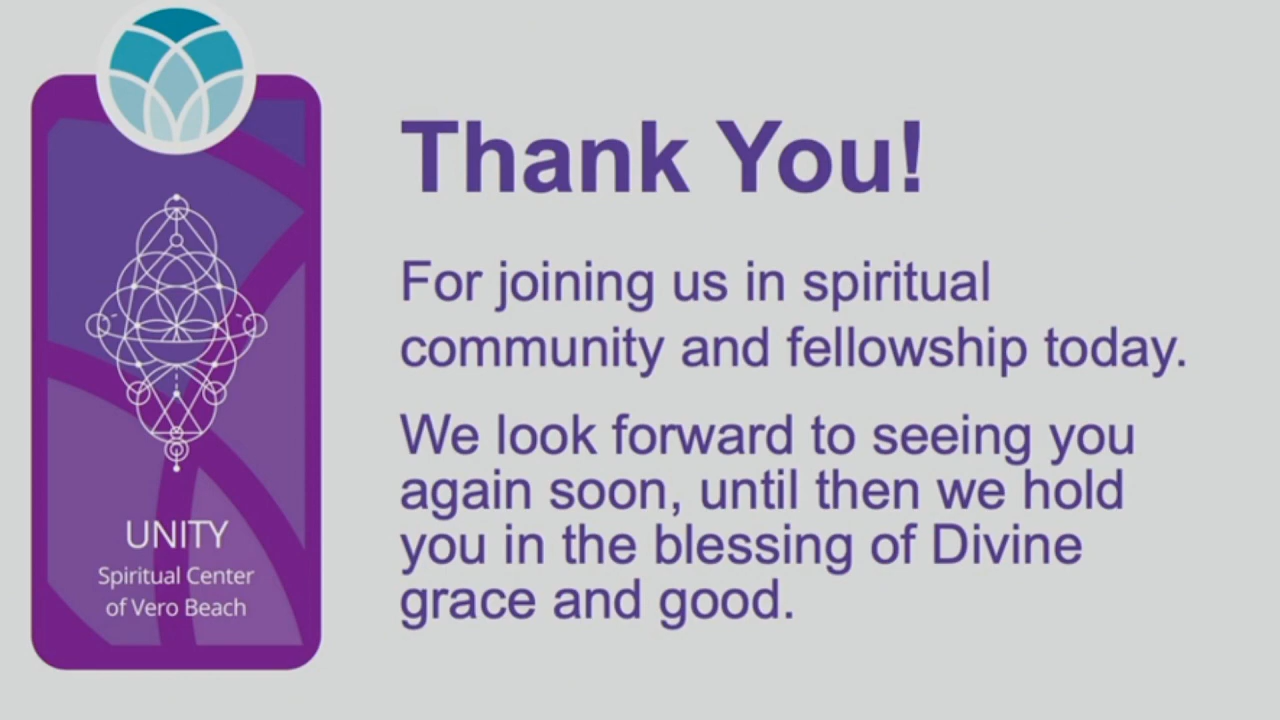 UNITY
Spiritual Center
of Vero Beach
Thank You!
For joining us in spiritual
community and fellowship today.
We look forward to seeing you
again soon, until then we hold
you in the blessing of Divine
grace and good.